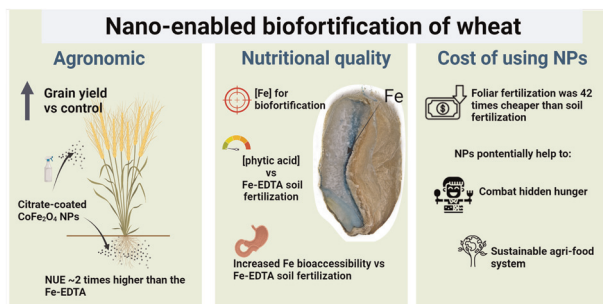 Nano-enabled biofortification of wheat
Agronomic
Grain yield
vs control
Citrate-coated
CoFe₂O₄ NPs
NUE ~2 times higher than the
Fe-EDTA
Nutritional quality
[Fe] for
biofortification
Fe
[phytic acid]
vs
Fe-EDTA soil
fertilization
Increased Fe bioaccessibility vs
Fe-EDTA soil fertilization
Cost of using NPs
Foliar fertilization was 42
times cheaper than soil
fertilization
NPs pontentially help to:
Combat hidden hunger
Sustainable agri-food
system